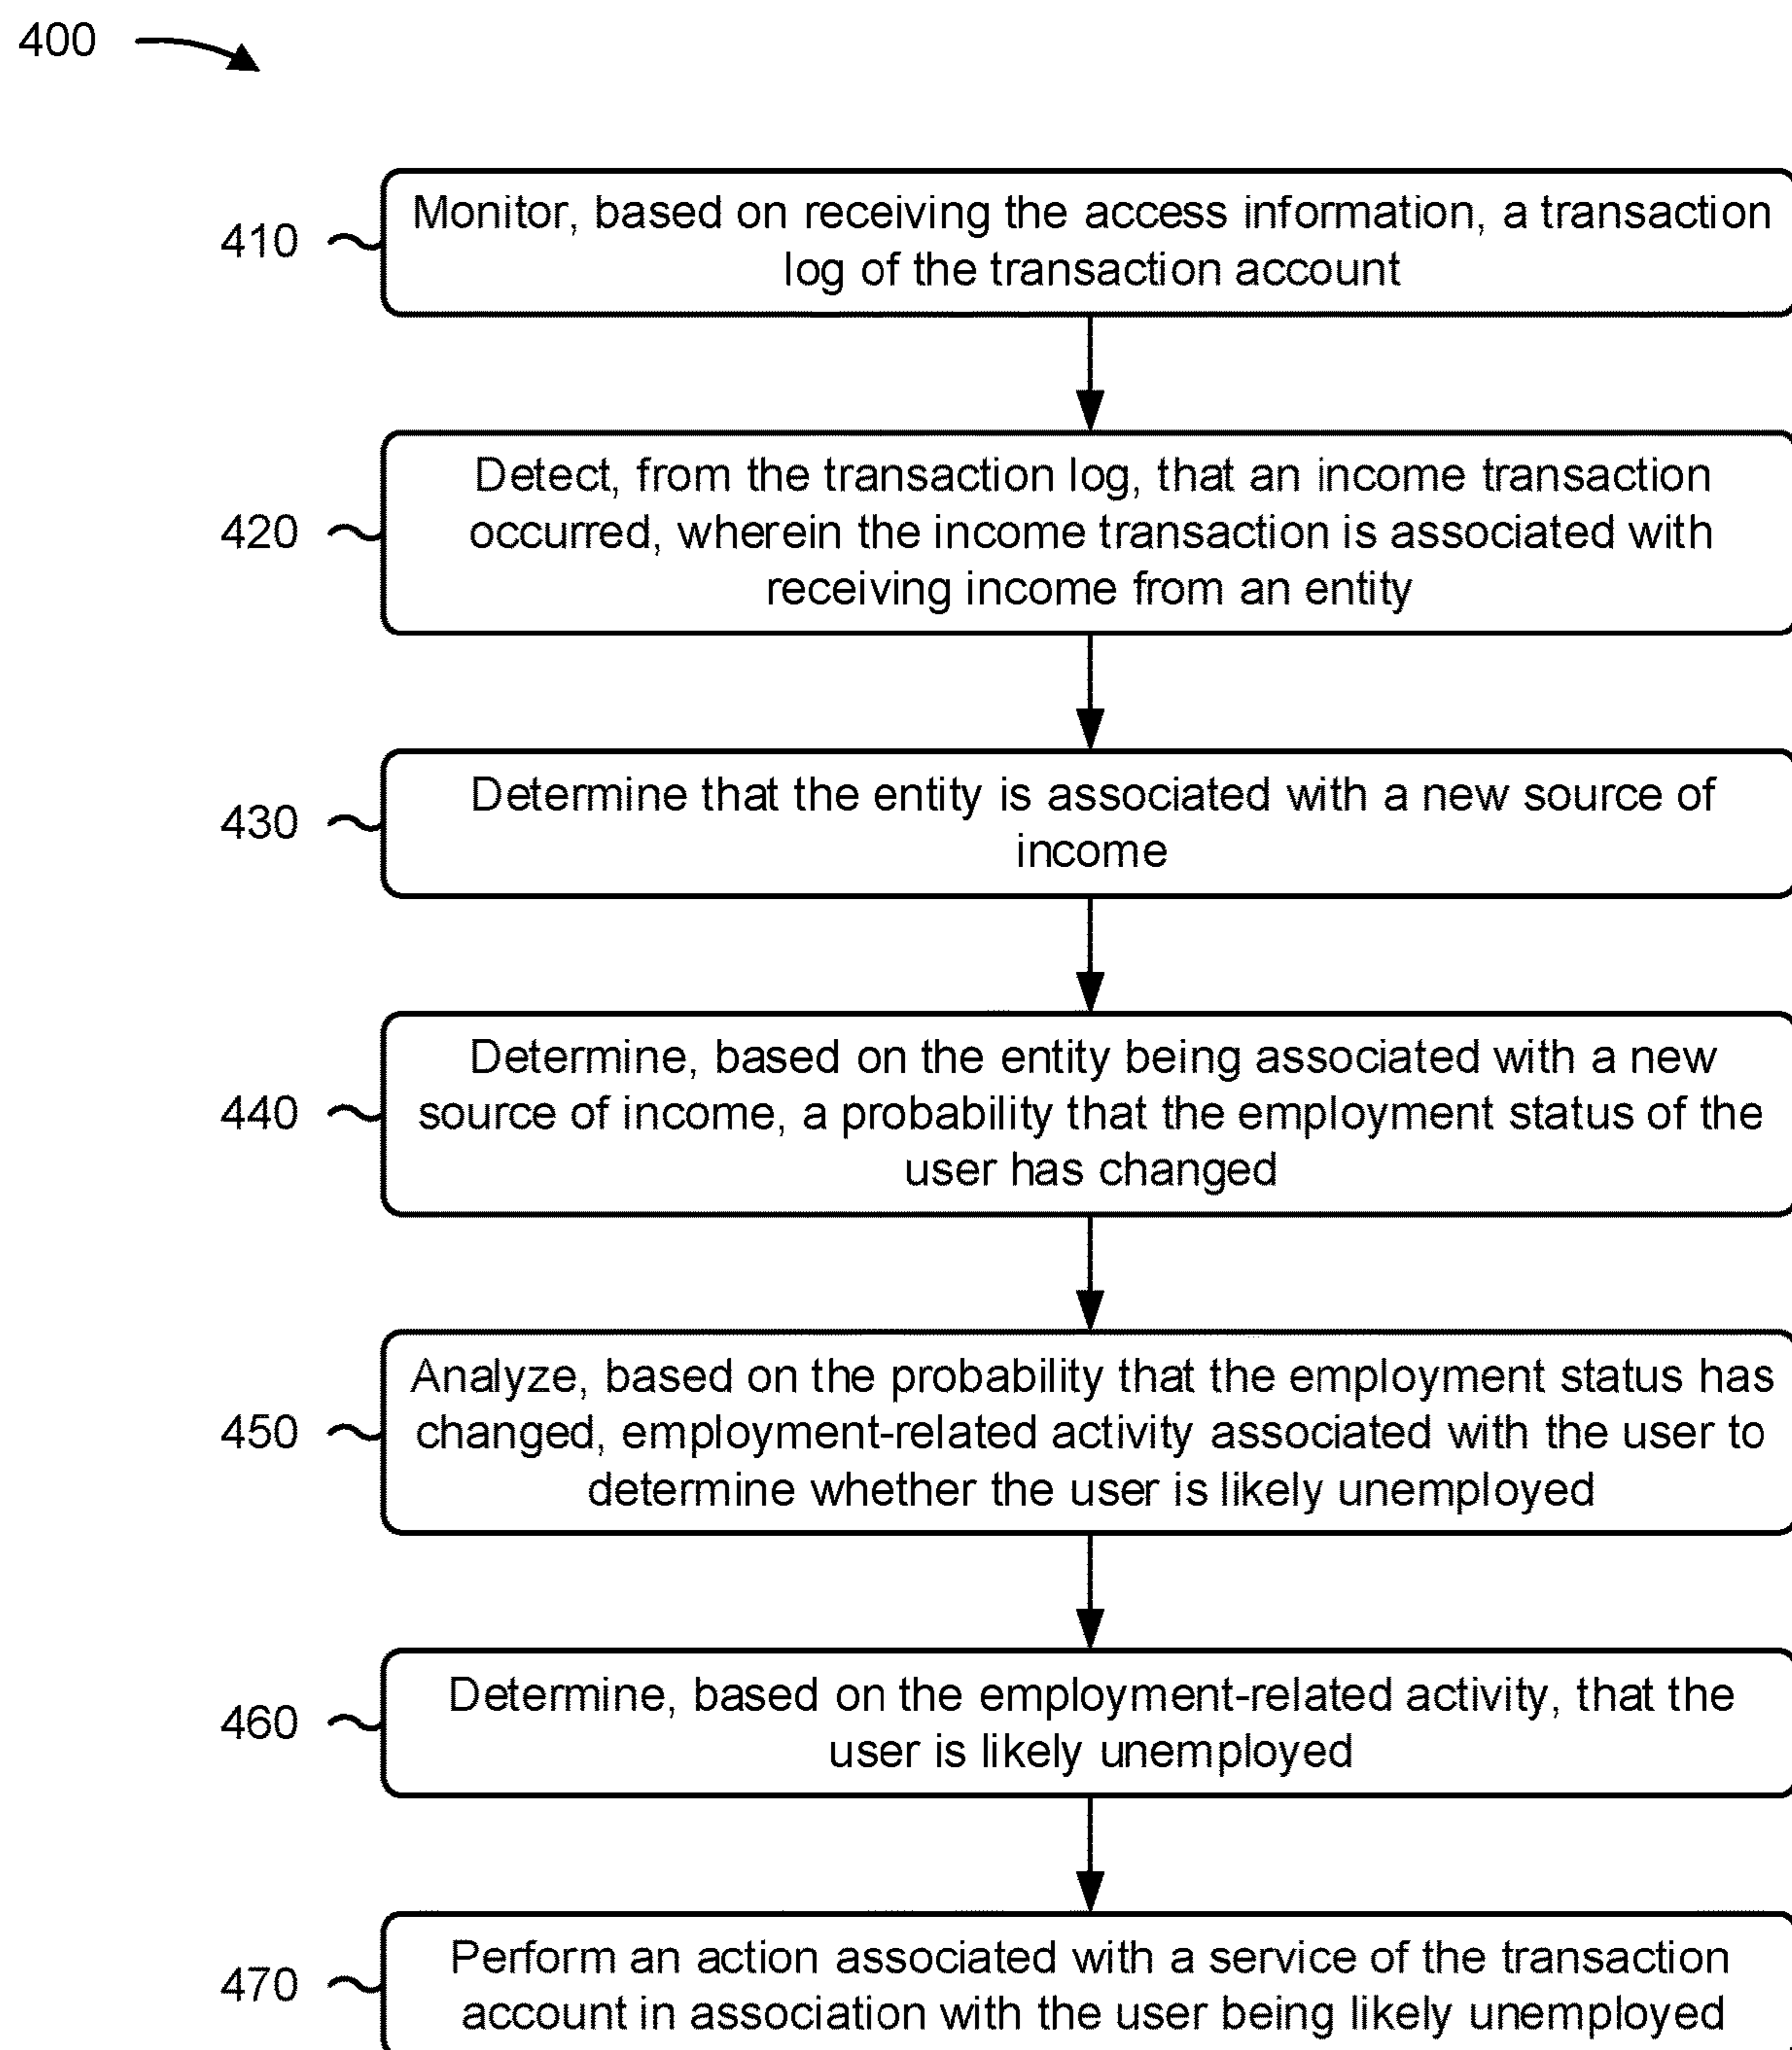 400
410
Monitor, based on receiving the access information, a transaction
log of the transaction account
420
Detect, from the transaction log, that an income transaction
occurred, wherein the income transaction is associated with
receiving income from an entity
430
Determine that the entity is associated with a new source of
income
440
Determine, based on the entity being associated with a new
source of income, a probability that the employment status of the
user has changed
450
Analyze, based on the probability that the employment status has
changed, employment-related activity associated with the user to
determine whether the user is likely unemployed
460
Determine, based on the employment-related activity, that the
user is likely unemployed
470
Perform an action associated with a service of the transaction
account in association with the user being likely unemployed